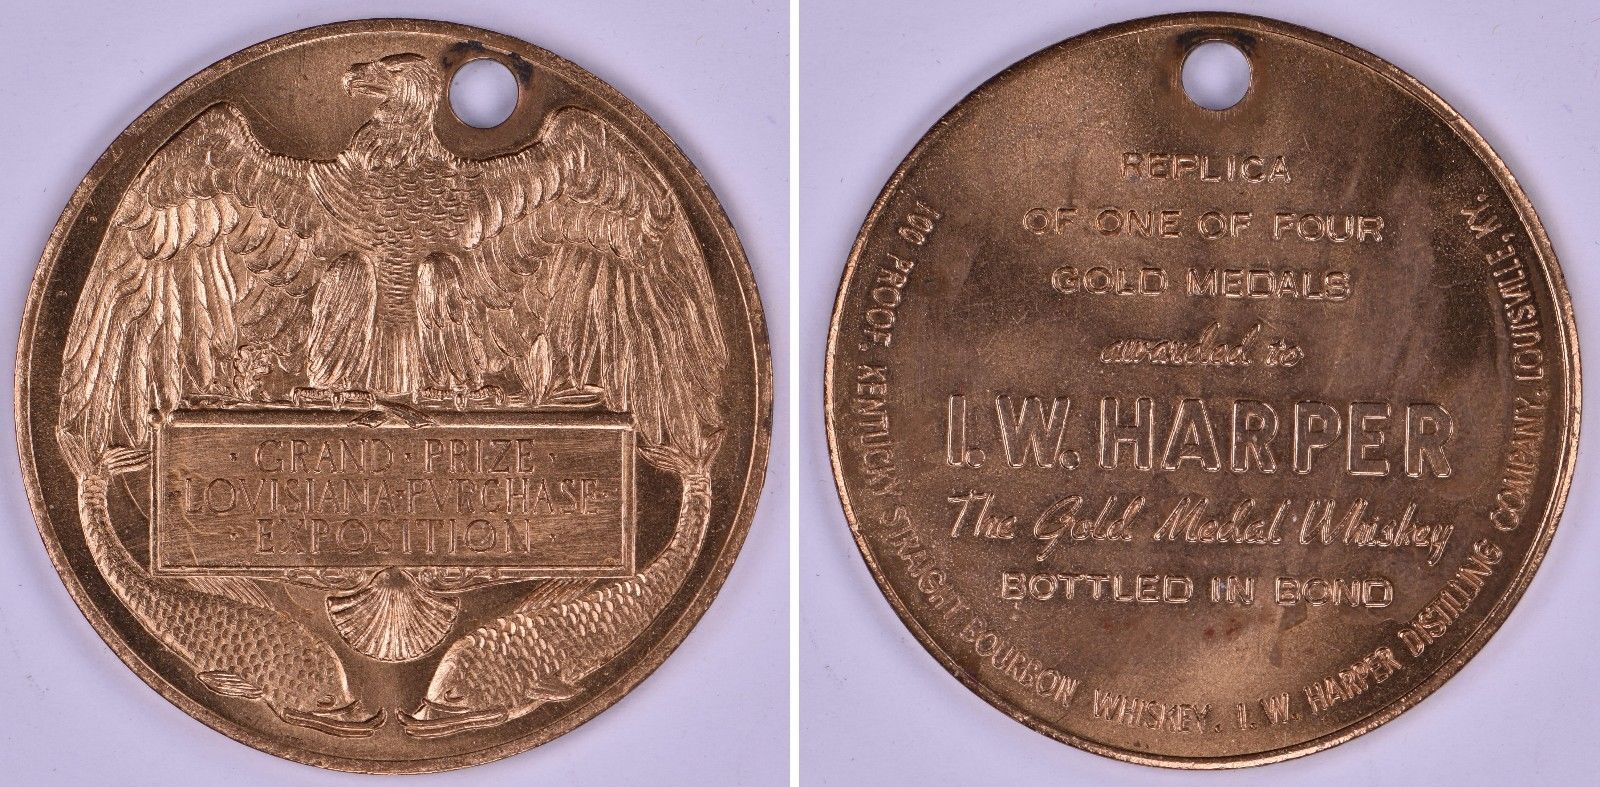 · GRAND · PRIZE ·
LOVISIANA · PVRCHASE ·
· EXPOSITION ·
REPLICA
OF ONE OF FOUR
GOLD MEDALS
awarded to
I.W. HARPER
The Gold Medal Whiskey
BOTTLED IN BOND
100 PROOF, KENTUCKY STRAIGHT BOURBON WHISKEY, I. W. HARPER DISTILLING COMPANY, LOUISVILLE, KY.